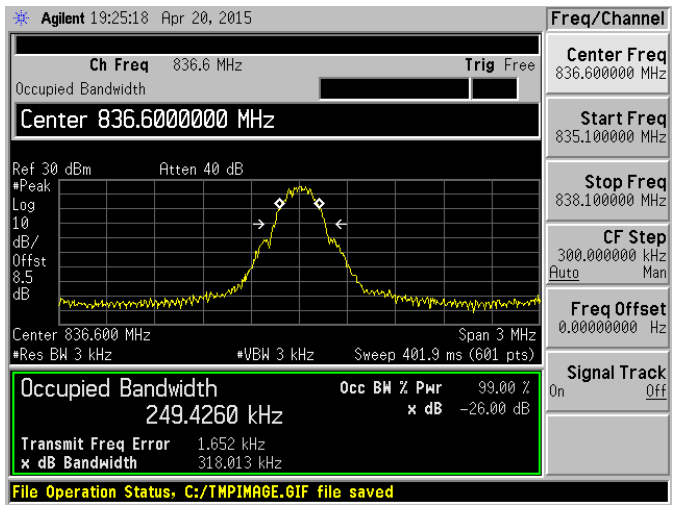 Agilent 19:25:18 Apr 20, 2015
Freq/Channel
Ch Freq 836.6 MHz Trig Free
Occupied Bandwidth
Center 836.6000000 MHz
Ref 30 dBm Atten 40 dB
#Peak
Log
10
dB/
Offst
8.5
dB
Center 836.600 MHz Span 3 MHz
#Res BW 3 kHz #VBW 3 kHz Sweep 401.9 ms (601 pts)
Occupied Bandwidth Occ BW % Pwr 99.00 %
249.4260 kHz x dB -26.00 dB
Transmit Freq Error 1.652 kHz
x dB Bandwidth 318.013 kHz
File Operation Status, C:/TMPIMAGE.GIF file saved
Center Freq
836.600000 MHz
Start Freq
835.100000 MHz
Stop Freq
838.100000 MHz
CF Step
300.000000 kHz
Auto Man
Freq Offset
0.00000000 Hz
Signal Track
On Off